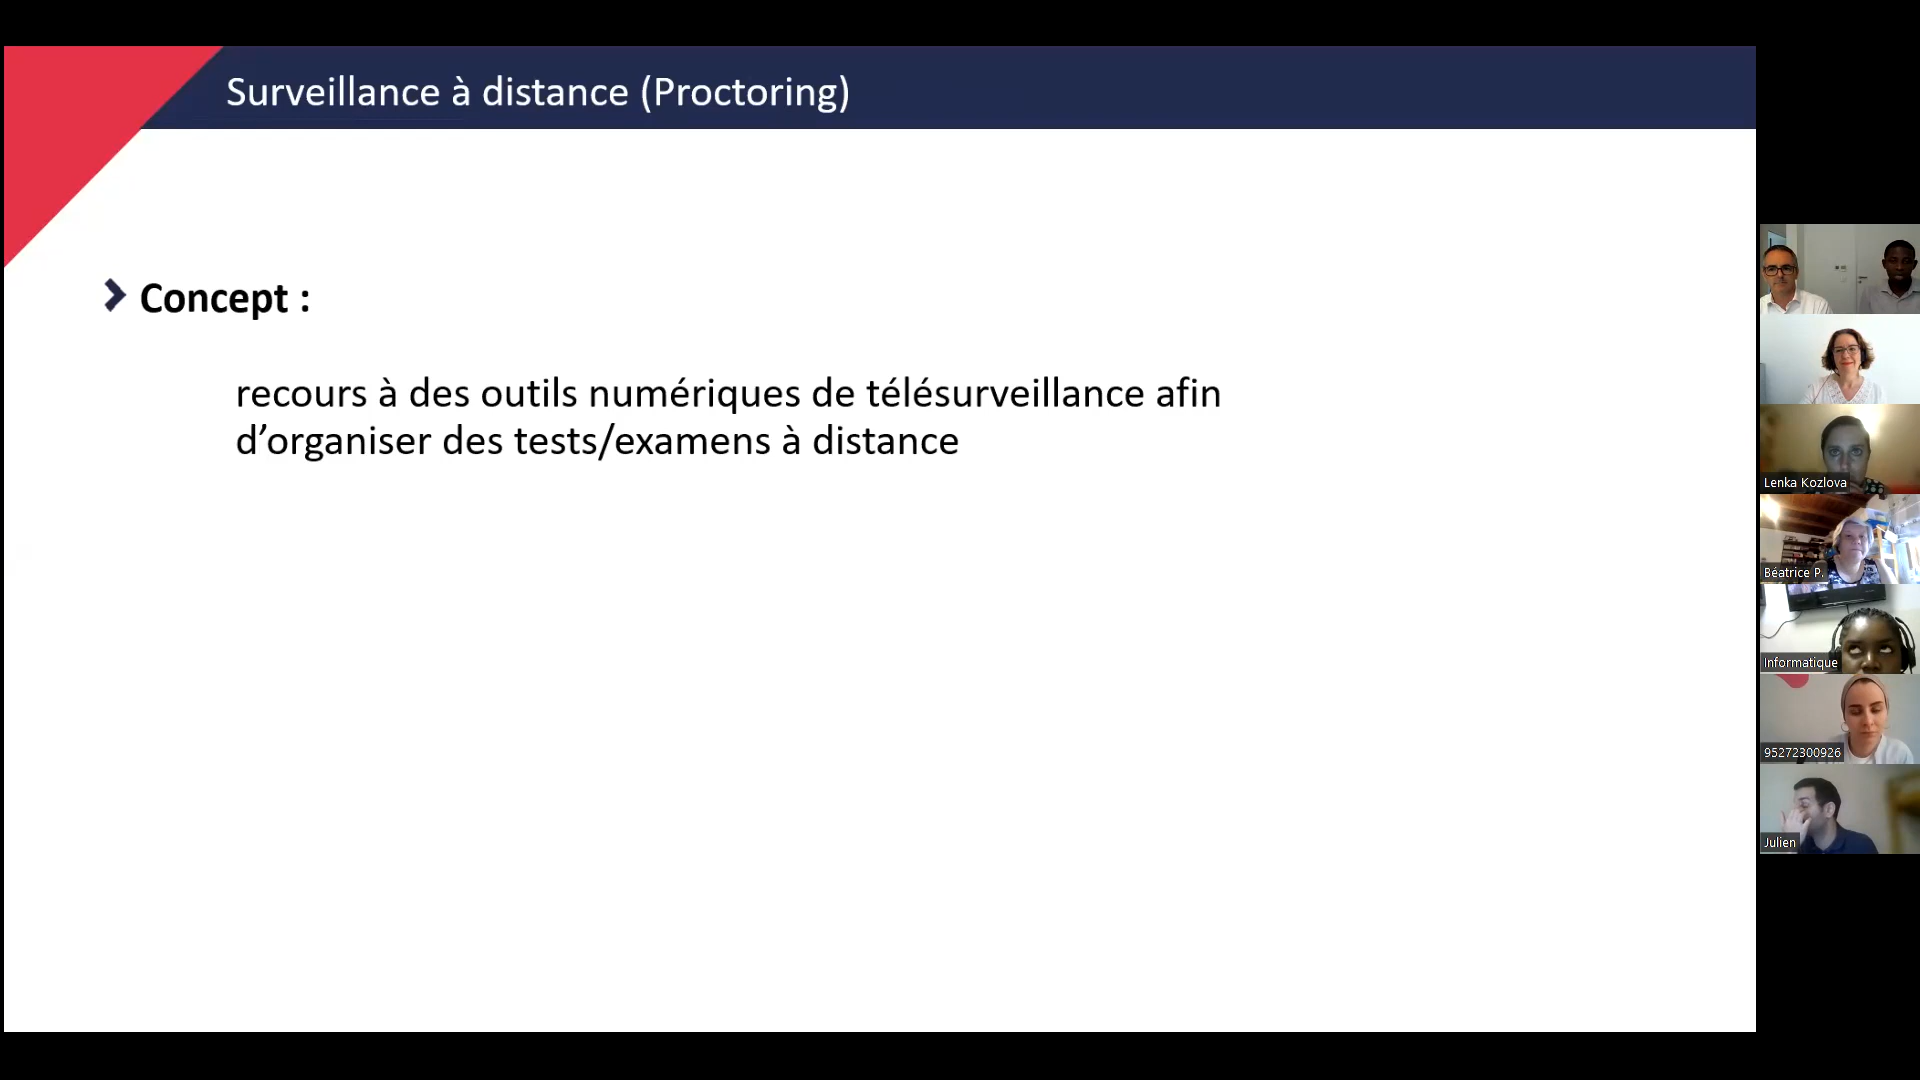 Surveillance à distance (Proctoring)
Concept :
recours à des outils numériques de télésurveillance afin
d’organiser des tests/examens à distance
Lenka Kozlova
Béatrice P.
Informatique
95272300926
Julien